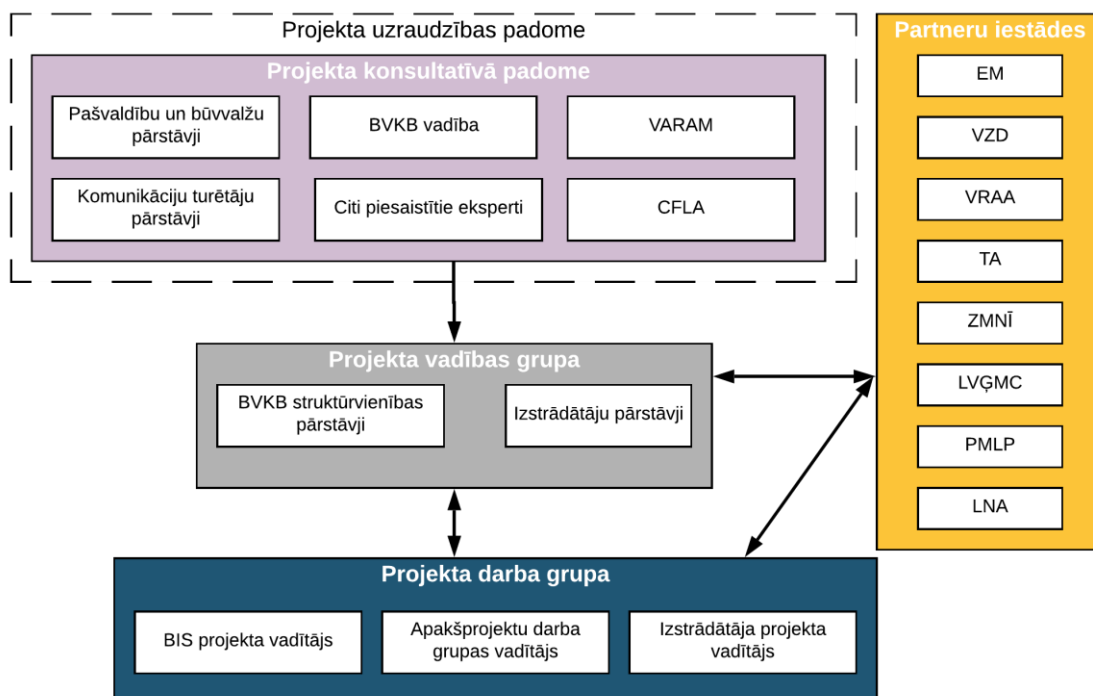 Projekta uzraudzības padome
Projekta konsultatīvā padome
Pašvaldību un būvvalžu
pārstāvji
BVKB vadība
VARAM
Komunikāciju turētāju
pārstāvji
Citi piesaistītie eksperti
CFLA
Partneru iestādes
EM
VZD
VRAA
TA
ZMNĪ
LVĢMC
PMLP
LNA
Projekta vadības grupa
BVKB struktūrvienības
pārstāvji
Izstrādātāju pārstāvji
Projekta darba grupa
BIS projekta vadītājs
Apakšprojektu darba
grupas vadītājs
Izstrādātāja projekta
vadītājs